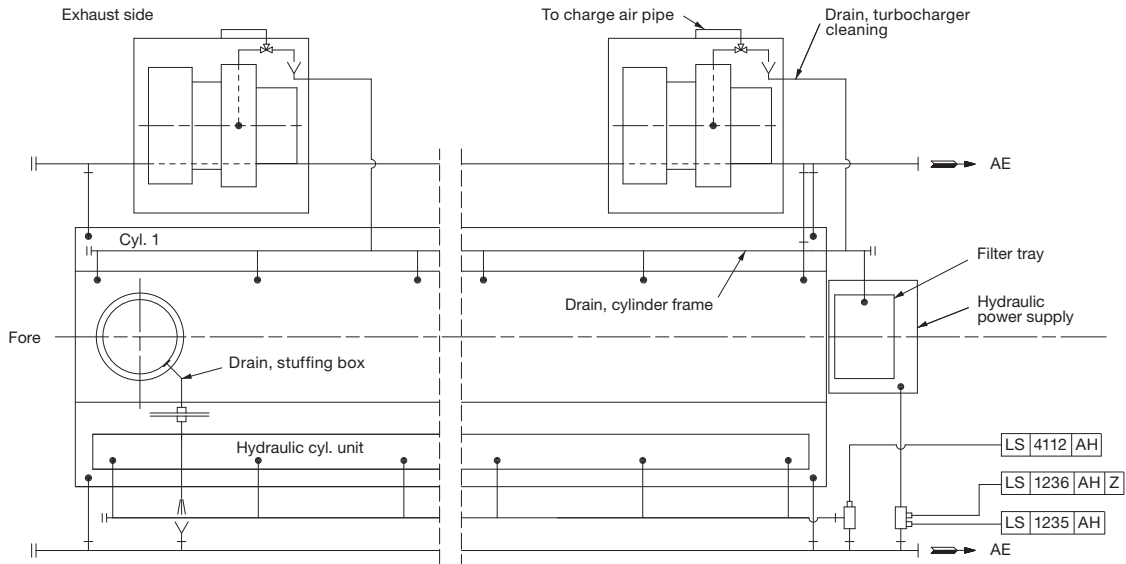 Exhaust side
To charge air pipe
Drain, turbocharger
cleaning
AE
Cyl. 1
Filter tray
Drain, cylinder frame
Hydraulic
power supply
Fore
Drain, stuffing box
Hydraulic cyl. unit
LS 4112 AH
LS 1236 AH Z
LS 1235 AH
AE